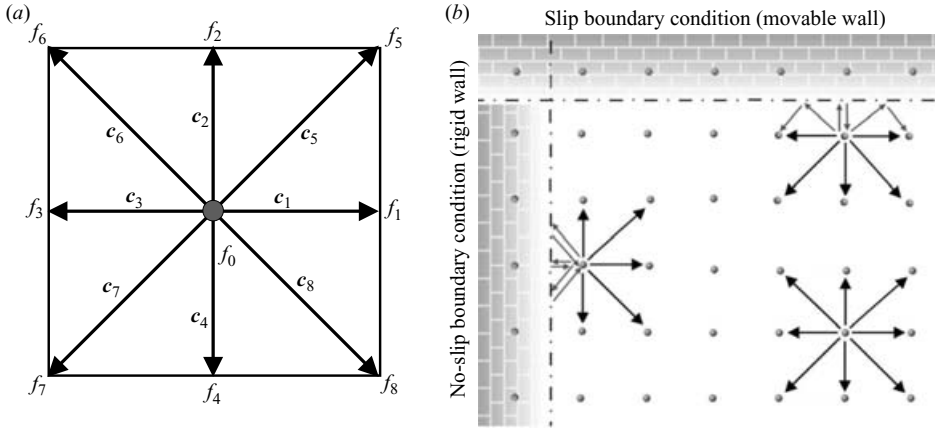 (a)
f6
f2
f5
c6
c2
c5
f3
c3
c1
f1
f0
c7
c4
c8
f7
f4
f8
(b)
Slip boundary condition (movable wall)
No-slip boundary condition (rigid wall)